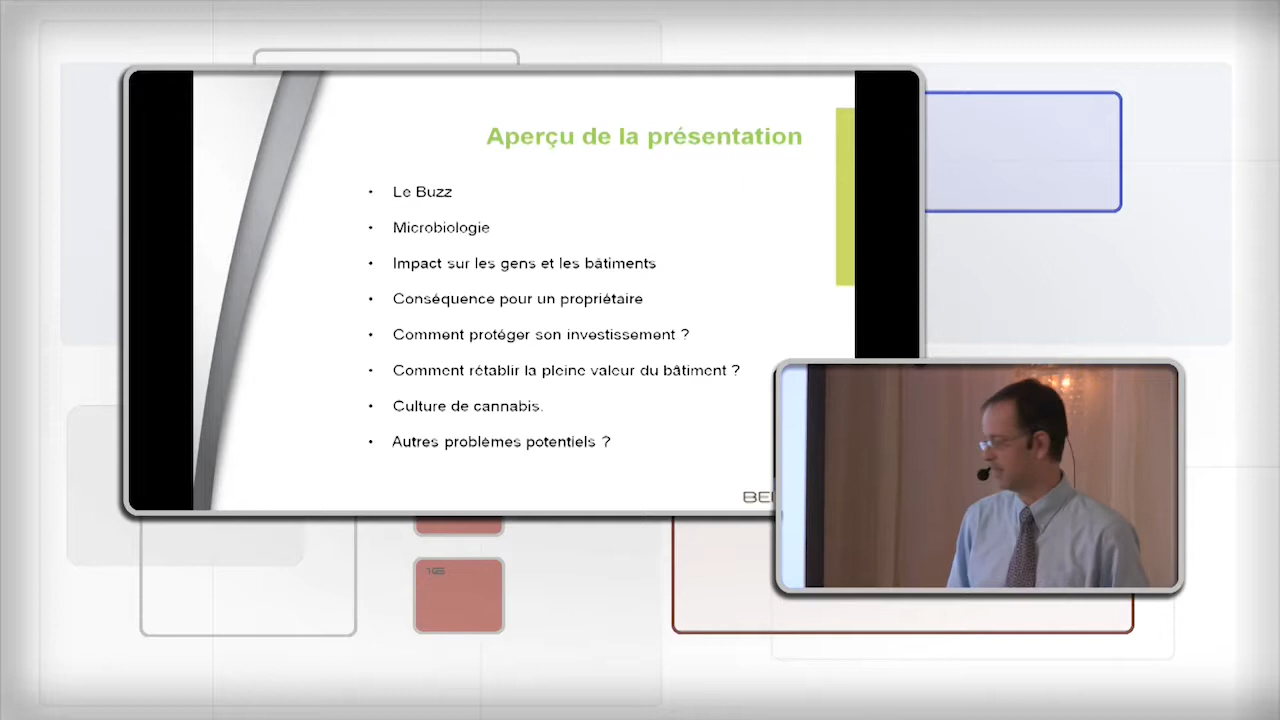 Aperçu de la présentation
• Le Buzz
• Microbiologie
• Impact sur les gens et les bâtiments
• Conséquence pour un propriétaire
• Comment protéger son investissement ?
• Comment rétablir la pleine valeur du bâtiment ?
• Culture de cannabis.
• Autres problèmes potentiels ?